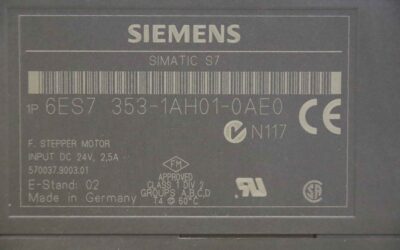 SIEMENS
SIMATIC S7
1P 6ES7 353-1AH01-0AE0
CE
N117
F. STEPPER MOTOR
INPUT DC 24V, 2,5A
570037.9003.01
E-Stand: 02
Made in Germany
FM
APPROVED
CLASS 1 DIV 2
GROUPS A,B,C,D
T4 @ 60°C